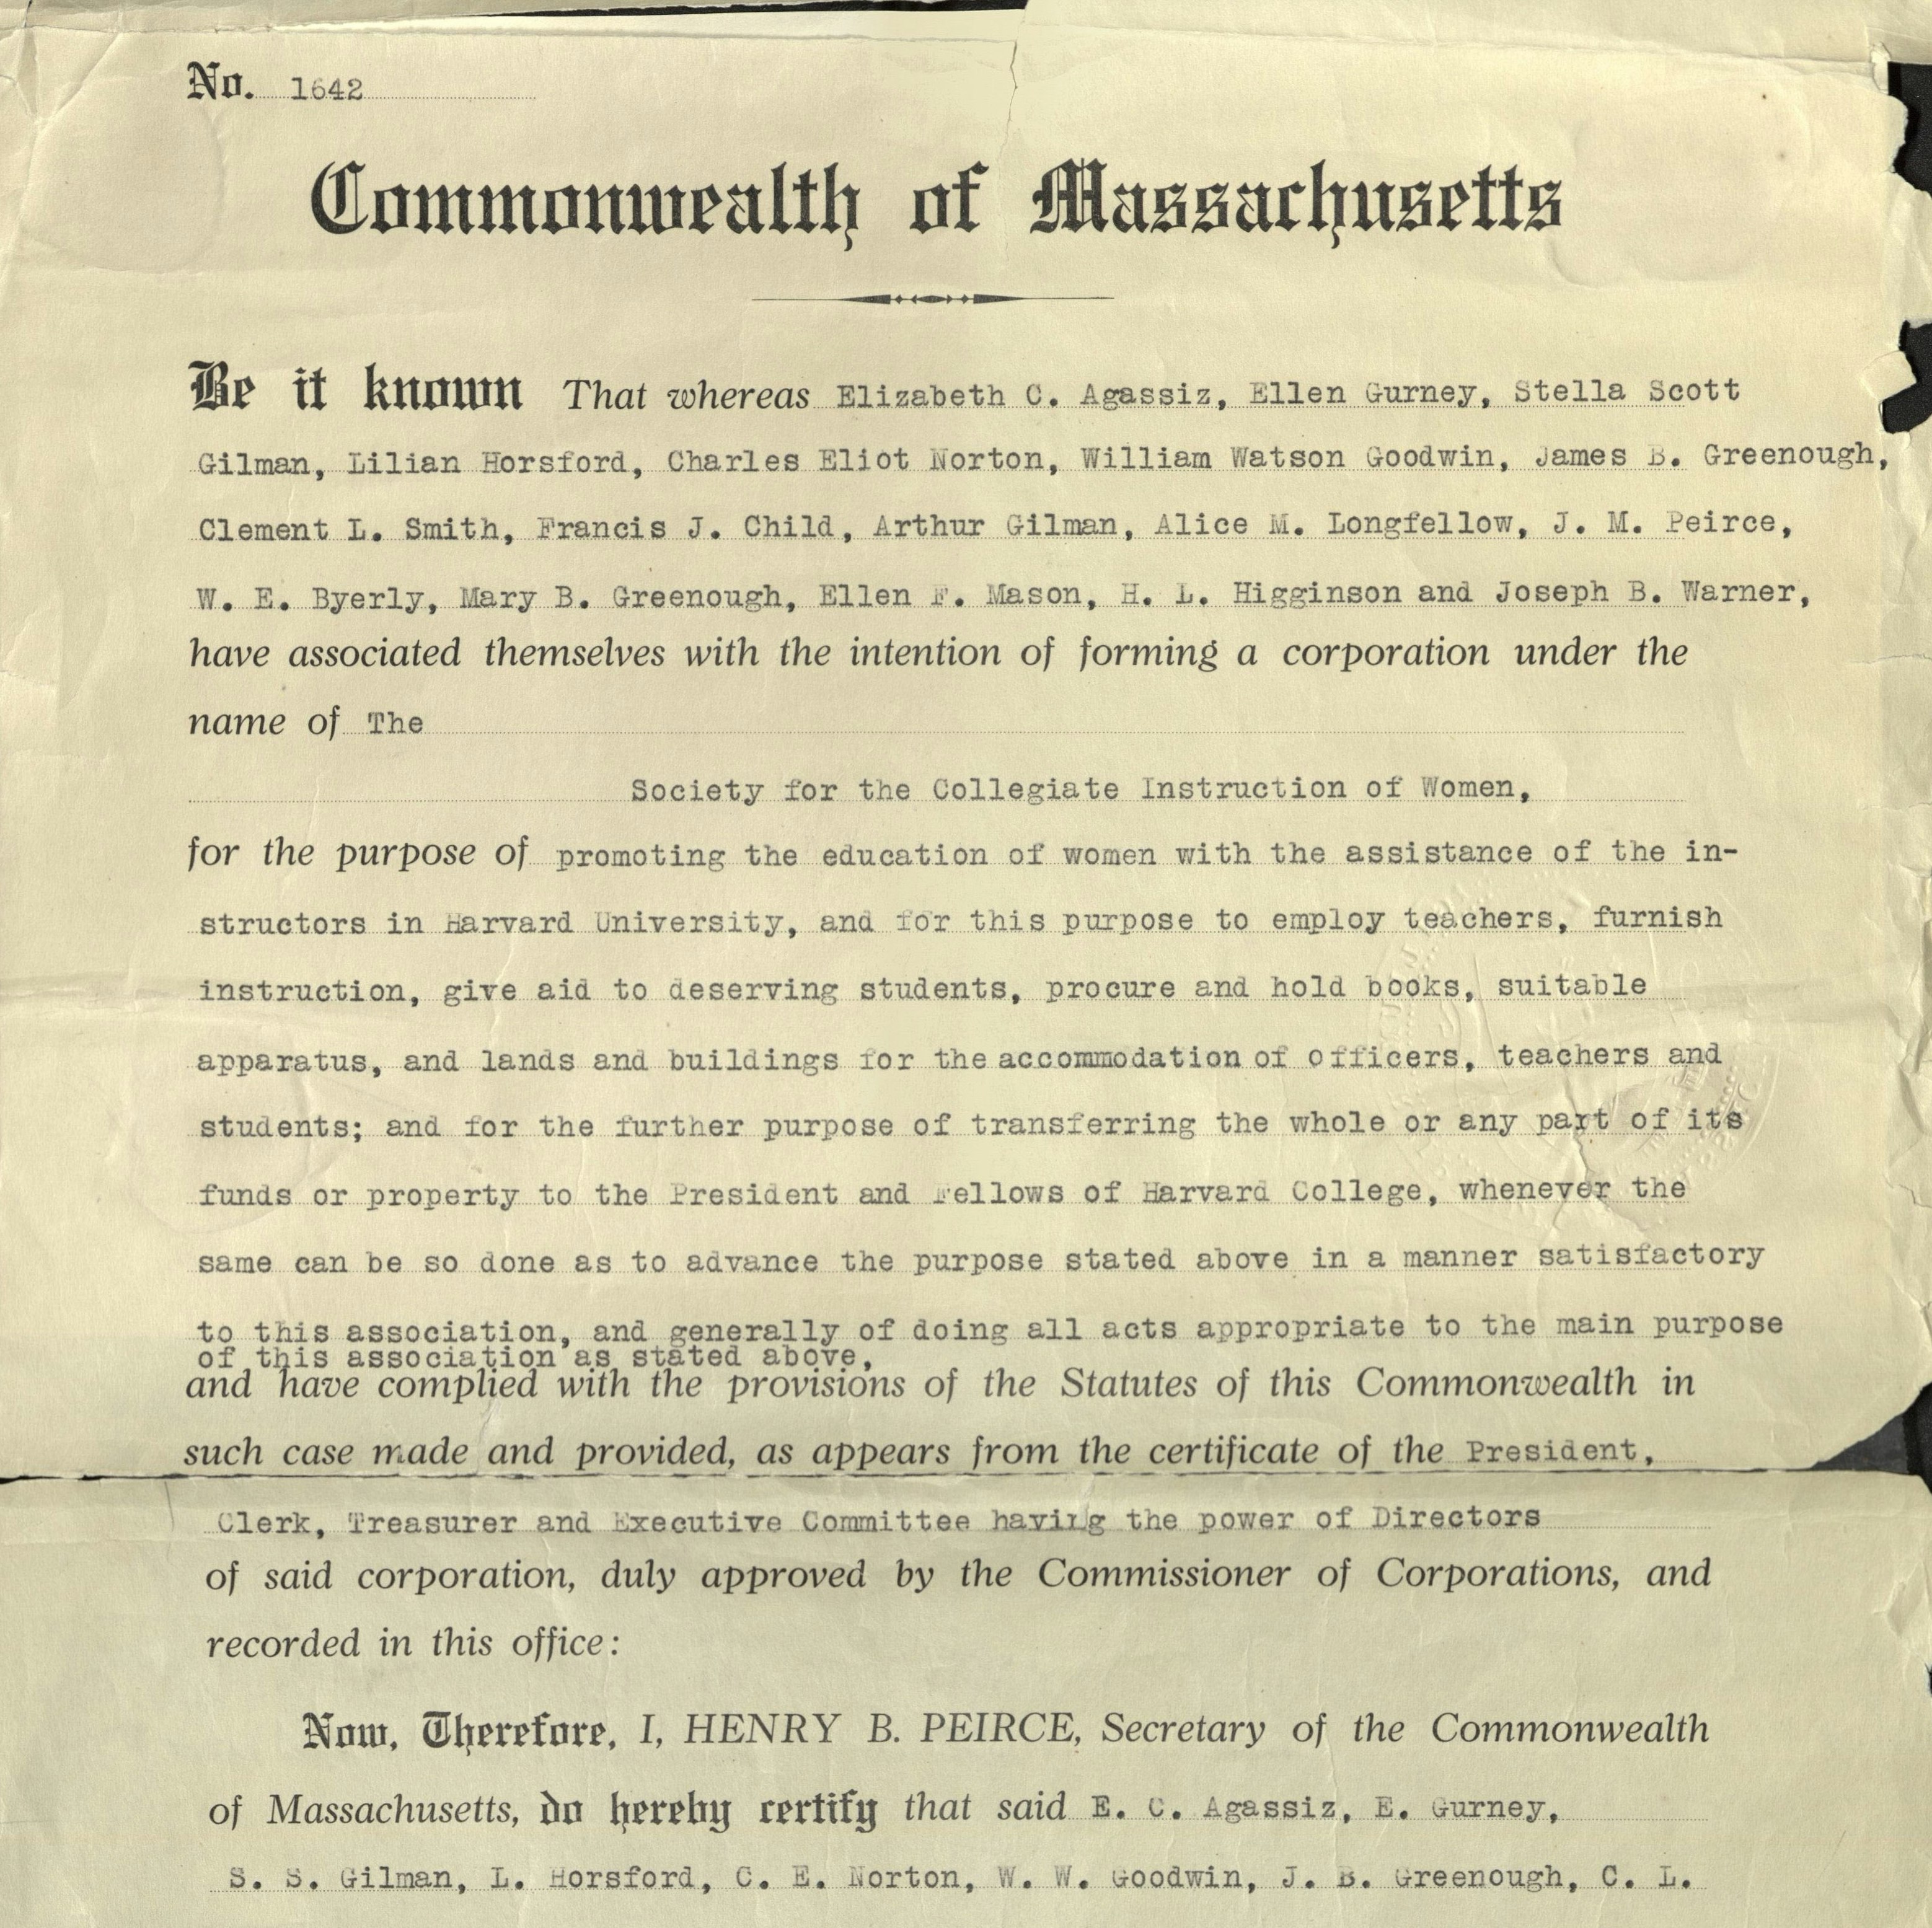 No. 1642
Commonwealth of Massachusetts
Be it known That whereas Elizabeth C. Agassiz, Ellen Gurney, Stella Scott
Gilman, Lilian Horsford, Charles Eliot Norton, William Watson Goodwin, James B. Greenough,
Clement L. Smith, Francis J. Child, Arthur Gilman, Alice M. Longfellow, J. M. Peirce,
W. E. Byerly, Mary B. Greenough, Ellen F. Mason, H. L. Higginson and Joseph B. Warner,
have associated themselves with the intention of forming a corporation under the
name of The
Society for the Collegiate Instruction of Women,
for the purpose of promoting the education of women with the assistance of the in-
structors in Harvard University, and for this purpose to employ teachers, furnish
instruction, give aid to deserving students, procure and hold books, suitable
apparatus, and lands and buildings for the accommodation of officers, teachers and
students; and for the further purpose of transferring the whole or any part of its
funds or property to the President and Fellows of Harvard College, whenever the
same can be so done as to advance the purpose stated above in a manner satisfactory
to this association, and generally of doing all acts appropriate to the main purpose
of this association as stated above,
and have complied with the provisions of the Statutes of this Commonwealth in
such case made and provided, as appears from the certificate of the President,
Clerk, Treasurer and Executive Committee having the power of Directors
of said corporation, duly approved by the Commissioner of Corporations, and
recorded in this office:
Now, Therefore, I, HENRY B. PEIRCE, Secretary of the Commonwealth
of Massachusetts, do hereby certify that said E. C. Agassiz, E. Gurney,
S. S. Gilman, L. Horsford, C. E. Norton, W. W. Goodwin, J. B. Greenough, C. L.